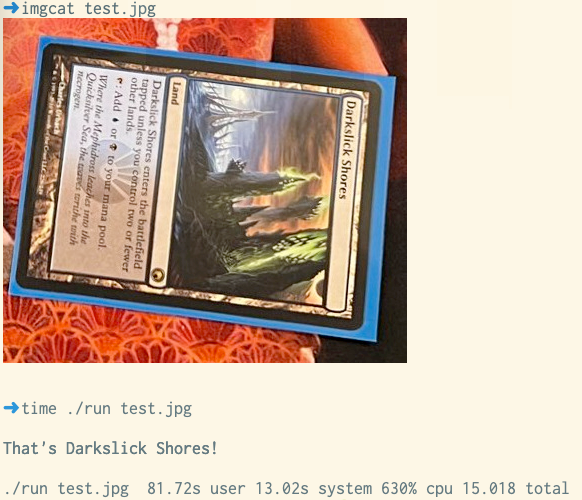 ➜imgcat test.jpg
Darkslick Shores
Land
Darkslick Shores enters the battlefield
tapped unless you control two or fewer
other lands.
: Add or to your mana pool.
Where the Mephidross leaches into the
Quicksilver Sea, the waves writhe with
necrogen.
➜time ./run test.jpg
That's Darkslick Shores!
./run test.jpg 81.72s user 13.02s system 630% cpu 15.018 total